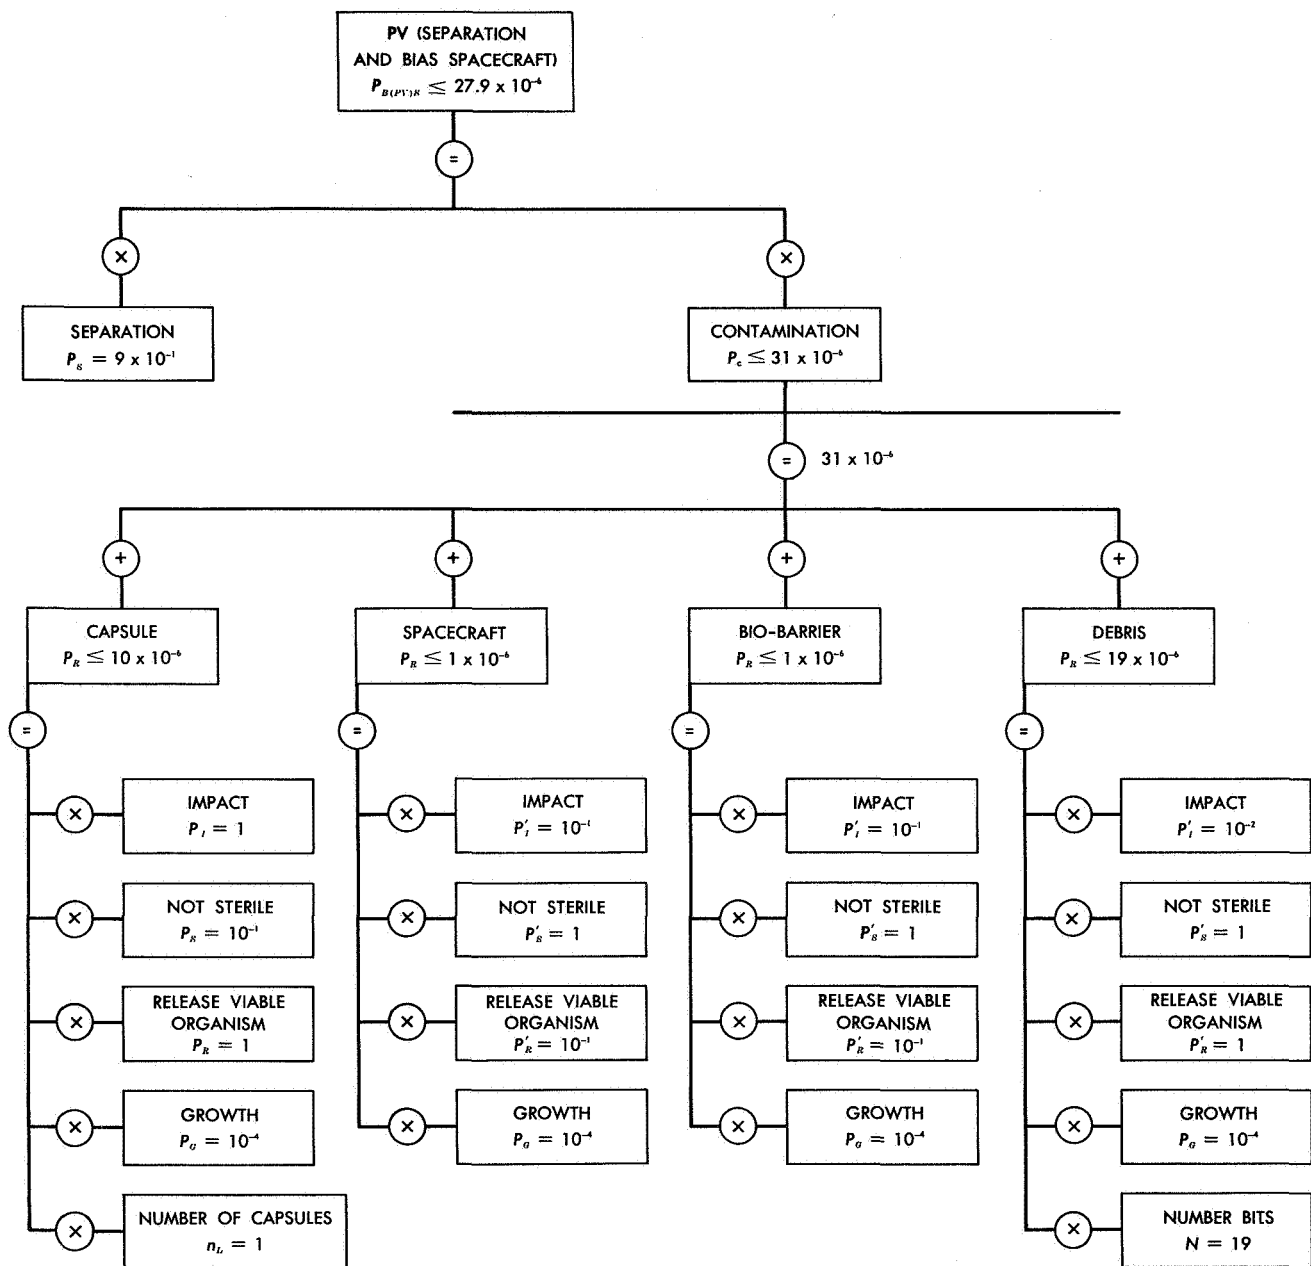 PV (SEPARATION
AND BIAS SPACECRAFT)
P_{B(PV)S} ≦ 27.9 x 10⁻⁶
=
× ×
SEPARATION
P_s = 9 x 10⁻¹
CONTAMINATION
P_c ≦ 31 x 10⁻⁶
= 31 x 10⁻⁶
+ + + +
CAPSULE
P_R ≦ 10 x 10⁻⁶
SPACECRAFT
P_R ≦ 1 x 10⁻⁶
BIO-BARRIER
P_R ≦ 1 x 10⁻⁶
DEBRIS
P_R ≦ 19 x 10⁻⁶
= = = =
× IMPACT
P_I = 1
× NOT STERILE
P_S = 10⁻¹
× RELEASE VIABLE
ORGANISM
P_R = 1
× GROWTH
P_G = 10⁻⁴
× NUMBER OF CAPSULES
n_L = 1
× IMPACT
P'_I = 10⁻¹
× NOT STERILE
P'_S = 1
× RELEASE VIABLE
ORGANISM
P'_R = 10⁻¹
× GROWTH
P_G = 10⁻⁴
× IMPACT
P'_I = 10⁻¹
× NOT STERILE
P'_S = 1
× RELEASE VIABLE
ORGANISM
P'_R = 10⁻¹
× GROWTH
P_G = 10⁻⁴
× IMPACT
P'_I = 10⁻²
× NOT STERILE
P'_S = 1
× RELEASE VIABLE
ORGANISM
P'_R = 1
× GROWTH
P_G = 10⁻⁴
× NUMBER BITS
N = 19